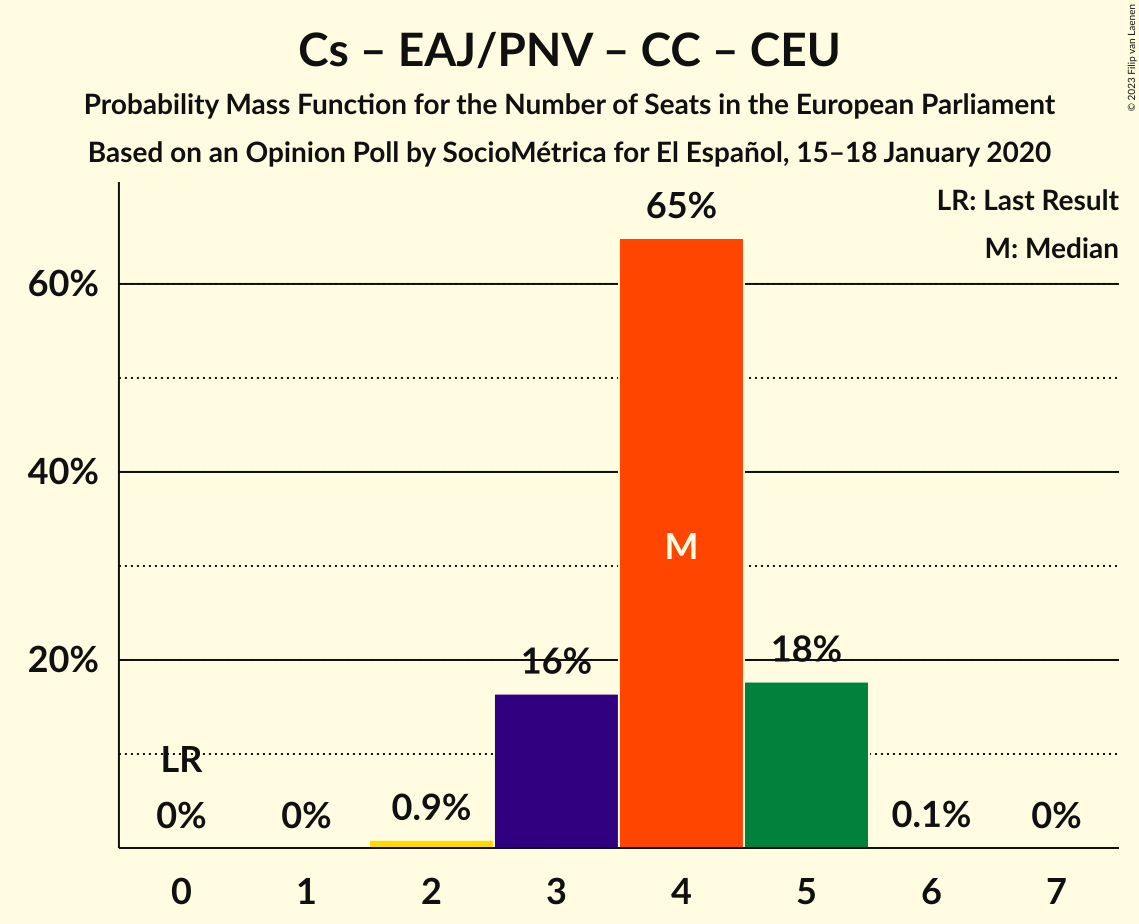 Cs – EAJ/PNV – CC – CEU
Probability Mass Function for the Number of Seats in the European Parliament
Based on an Opinion Poll by SocioMétrica for El Español, 15–18 January 2020
© 2023 Filip van Laenen
LR: Last Result
M: Median
65%
60%
40%
M
20%
16%
18%
LR
0%
0%
0.9%
0.1%
0%
0 1 2 3 4 5 6 7